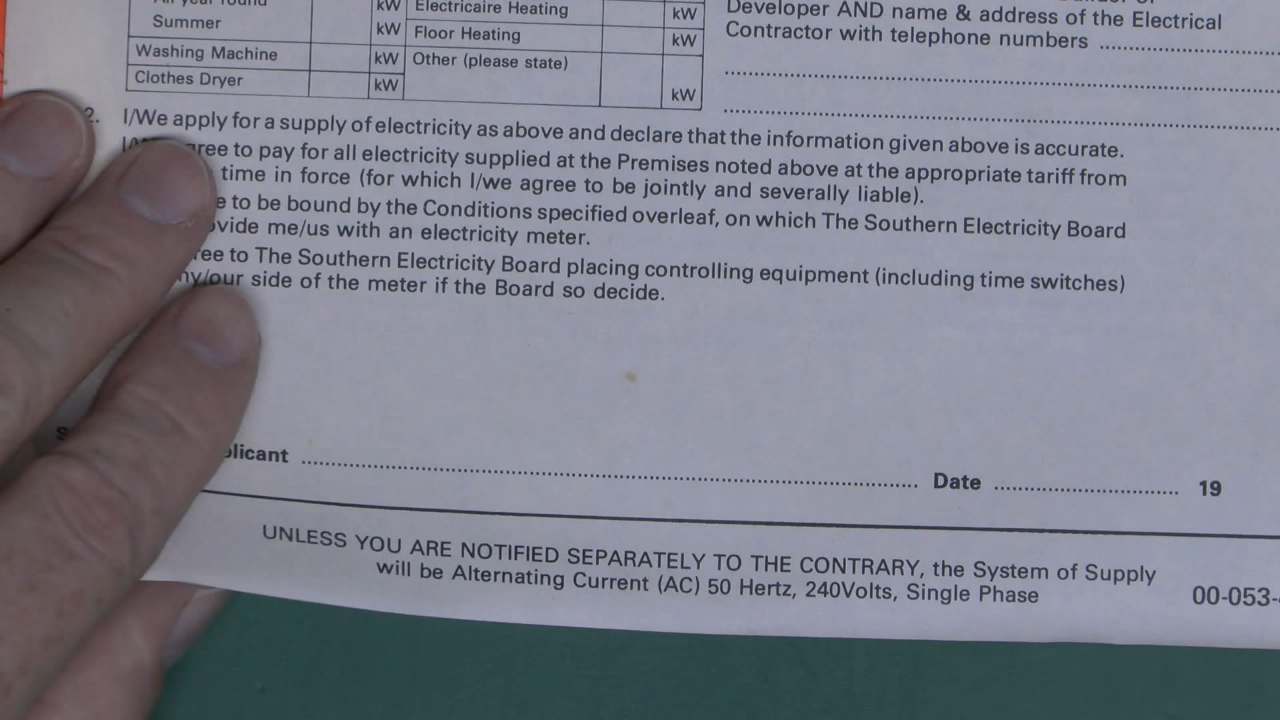 kW Electricaire Heating kW
Summer kW Floor Heating kW
Washing Machine kW Other (please state)
Clothes Dryer kW kW
Developer AND name & address of the Electrical
Contractor with telephone numbers
2. I/We apply for a supply of electricity as above and declare that the information given above is accurate.
to pay for all electricity supplied at the Premises noted above at the appropriate tariff from
time in force (for which I/we agree to be jointly and severally liable).
to be bound by the Conditions specified overleaf, on which The Southern Electricity Board
me/us with an electricity meter.
to The Southern Electricity Board placing controlling equipment (including time switches)
side of the meter if the Board so decide.
Date 19
UNLESS YOU ARE NOTIFIED SEPARATELY TO THE CONTRARY, the System of Supply
will be Alternating Current (AC) 50 Hertz, 240Volts, Single Phase
00-053-